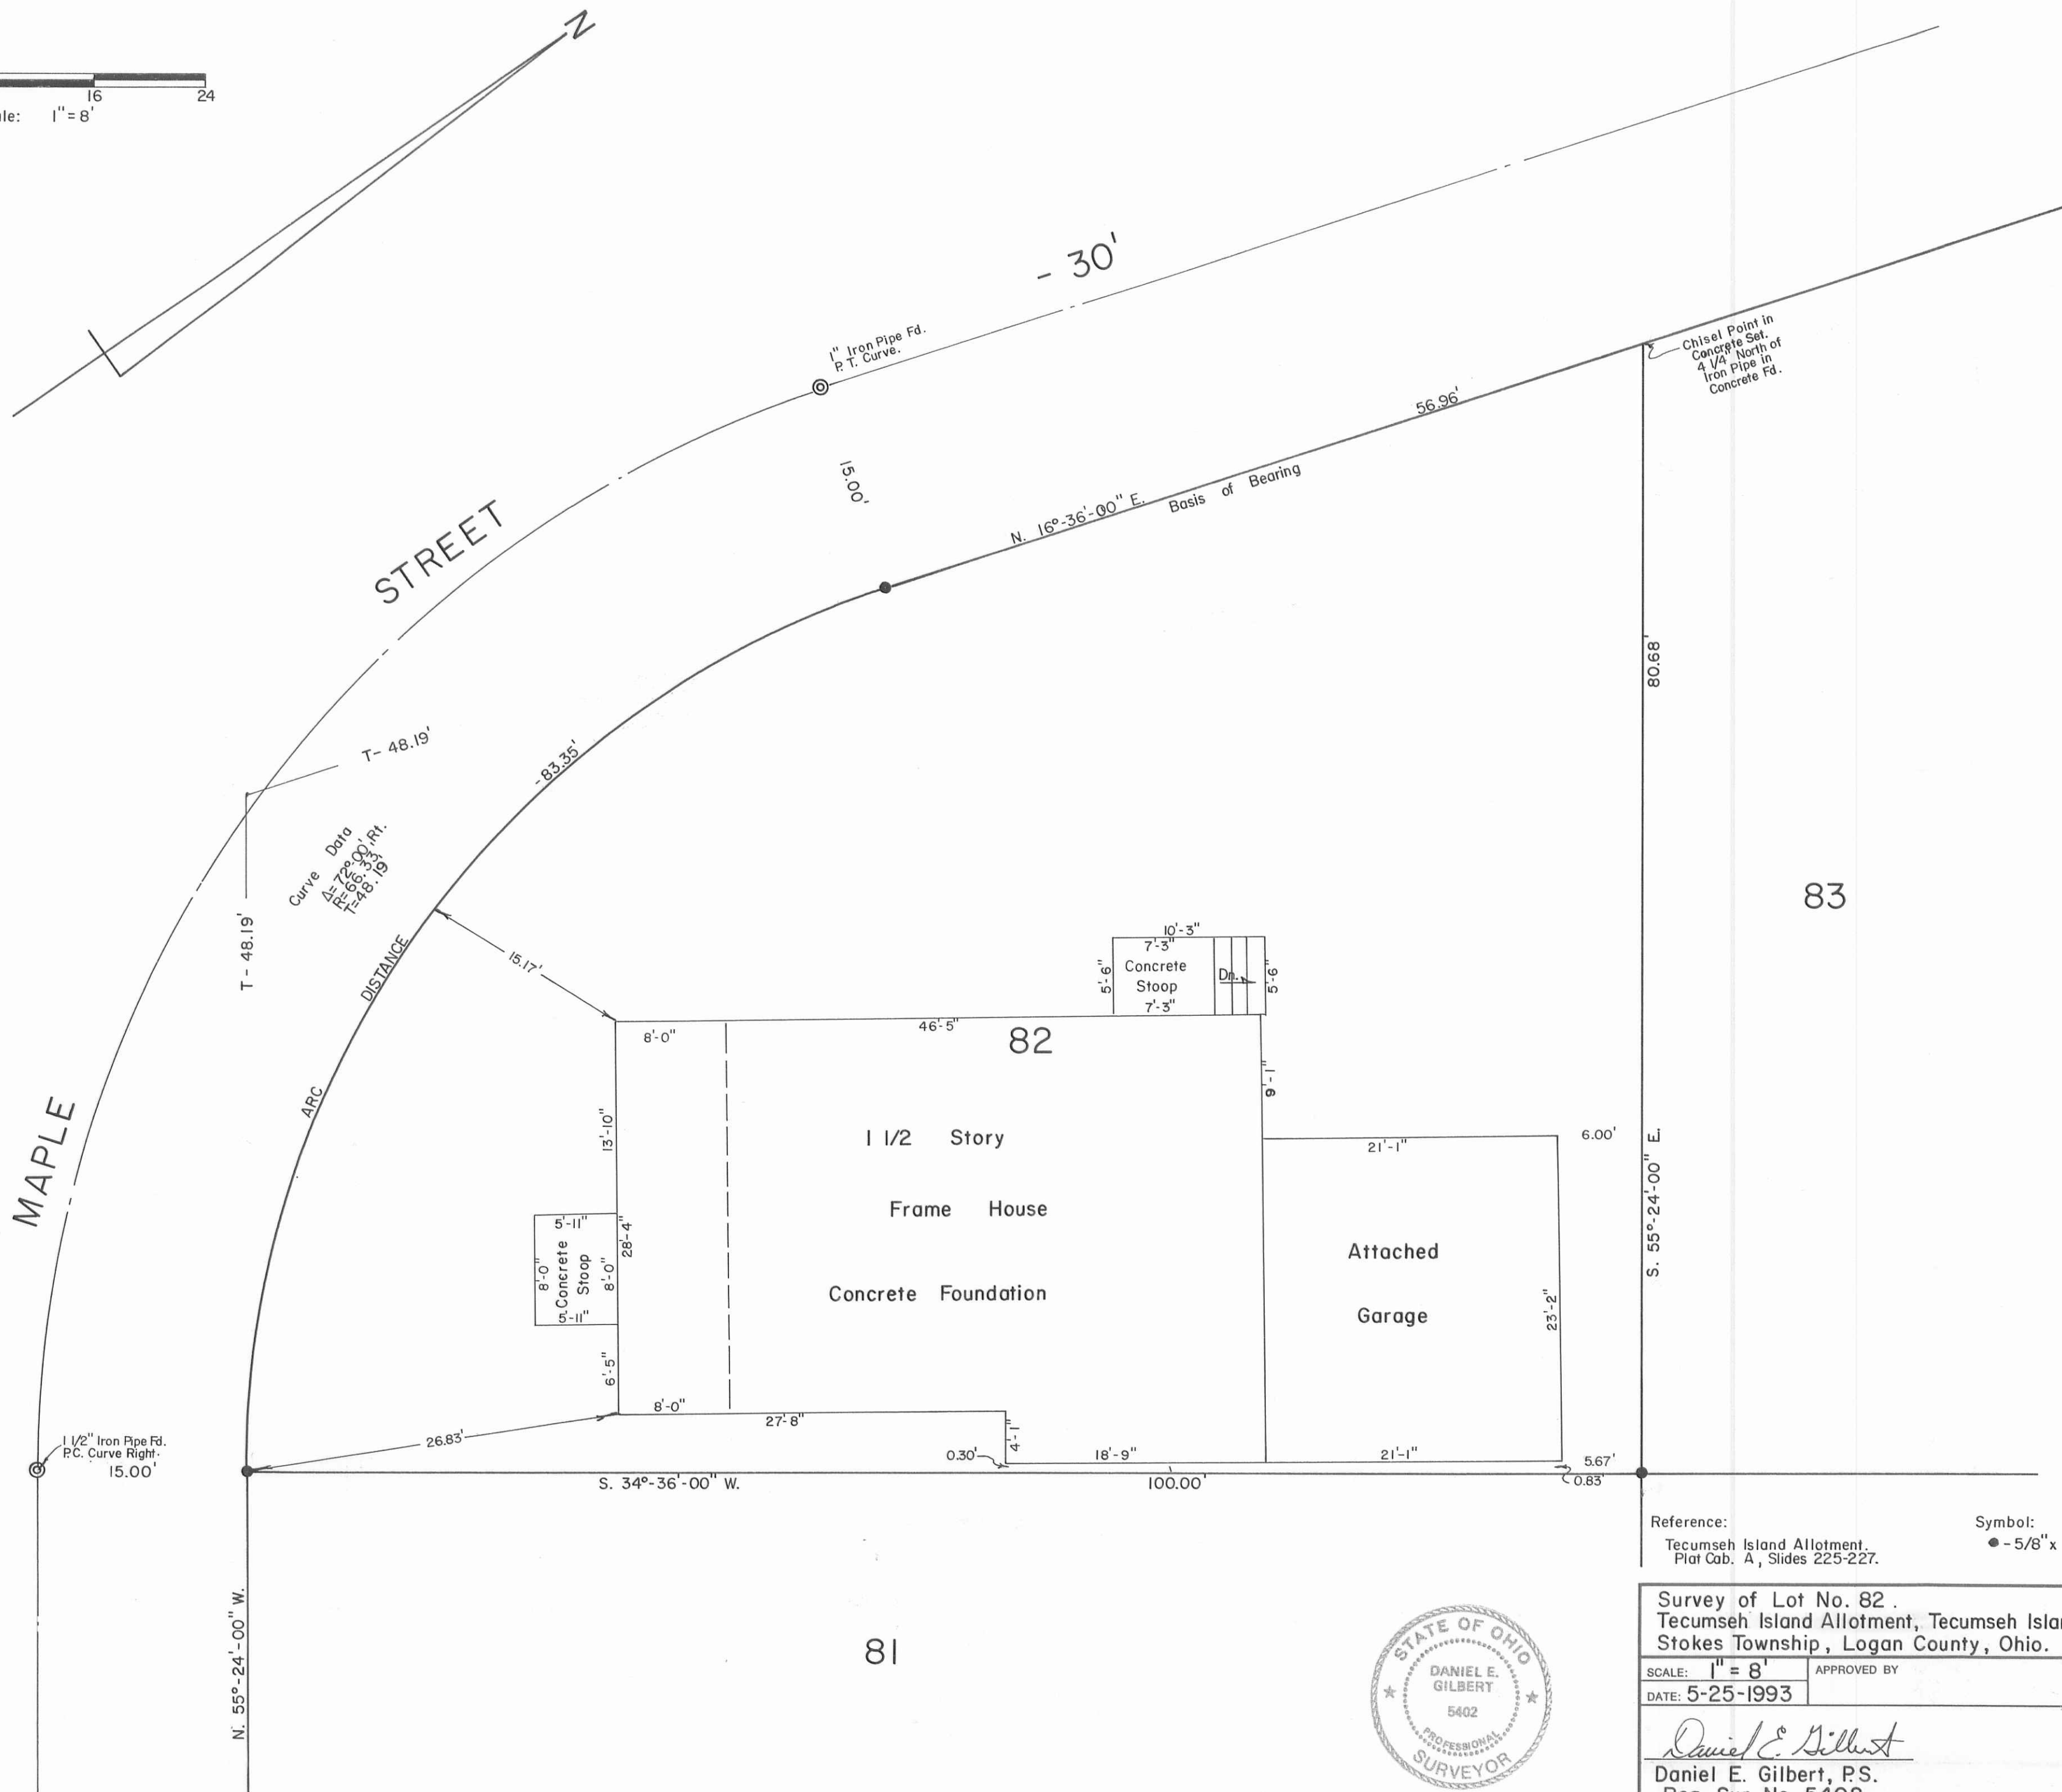 N
16 24
le: 1"=8'
- 30'
1" Iron Pipe Fd.
P. T. Curve.
Chisel Point in
Concrete Set.
4 1/4" North of
Iron Pipe in
Concrete Fd.
56.96'
15.00'
N. 16°-36'-00" E. Basis of Bearing
STREET
MAPLE
80.68'
S. 55°-24'-00" E.
T- 48.19'
T - 48.19'
Curve Data
Δ=72°-00' Rt.
R=66.33'
T=48.19'
ARC DISTANCE -83.35'
15.17'
83
10'-3"
7'-3"
5'-6"
Concrete
Stoop
Dn.
5'-6"
7'-3"
46'-5"
8'-0"
82
9'-1"
13'-10"
1 1/2 Story
Frame House
Concrete Foundation
21'-1"
6.00'
5'-11"
8'-0"
Concrete
Stoop
8'-0"
28'-4"
5'-11"
6'-5"
Attached
Garage
23'-2"
8'-0"
27'-8"
4'-1"
26.83'
0.30'
18'-9"
21'-1"
5.67'
0.83'
1 1/2" Iron Pipe Fd.
P.C. Curve Right.
15.00'
S. 34°-36'-00" W. 100.00'
N. 55°-24'-00" W.
81
Reference:
Tecumseh Island Allotment.
Plat Cab. A, Slides 225-227.
Symbol:
● - 5/8" x
STATE OF OHIO
DANIEL E.
GILBERT
5402
PROFESSIONAL
SURVEYOR
Survey of Lot No. 82 .
Tecumseh Island Allotment, Tecumseh Isla
Stokes Township, Logan County, Ohio.
SCALE: 1" = 8' APPROVED BY
DATE: 5-25-1993
Daniel E. Gilbert
Daniel E. Gilbert, P.S.
Reg. Sur. No. 5402